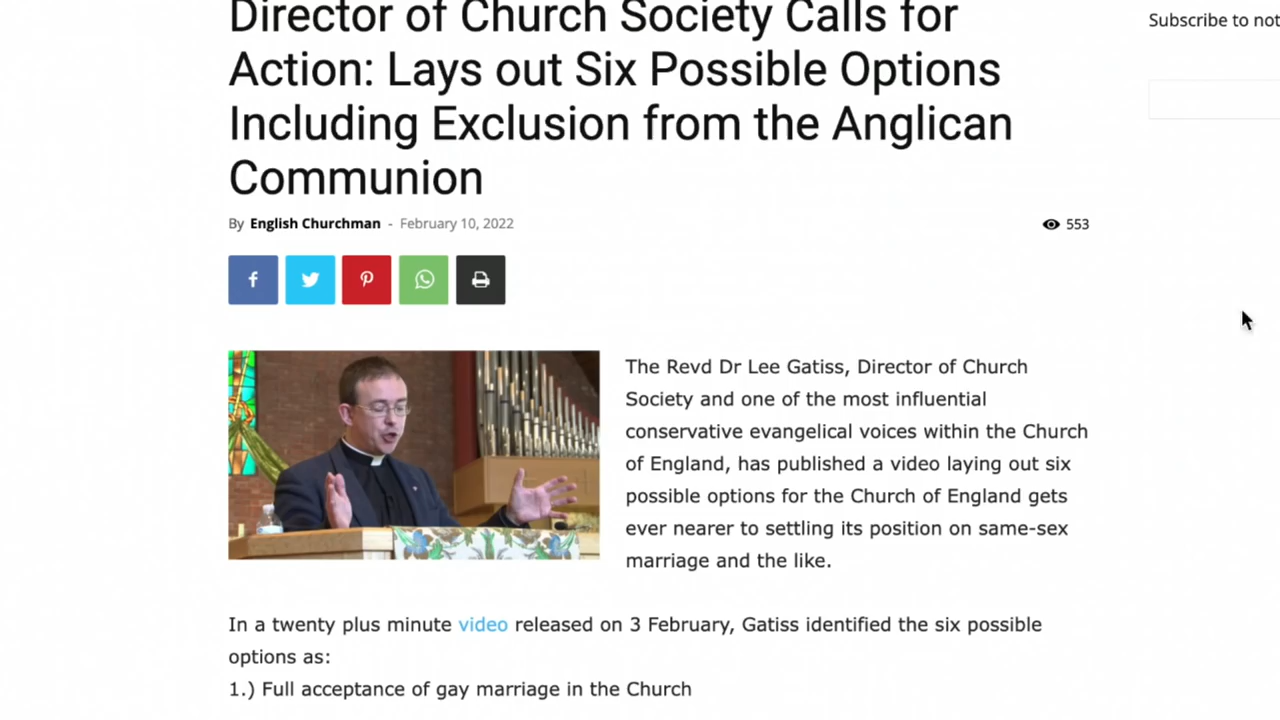 Director of Church Society Calls for
Action: Lays out Six Possible Options
Including Exclusion from the Anglican
Communion
By English Churchman - February 10, 2022
553
Subscribe to not
The Revd Dr Lee Gatiss, Director of Church
Society and one of the most influential
conservative evangelical voices within the Church
of England, has published a video laying out six
possible options for the Church of England gets
ever nearer to settling its position on same-sex
marriage and the like.
In a twenty plus minute video released on 3 February, Gatiss identified the six possible
options as:
1.) Full acceptance of gay marriage in the Church